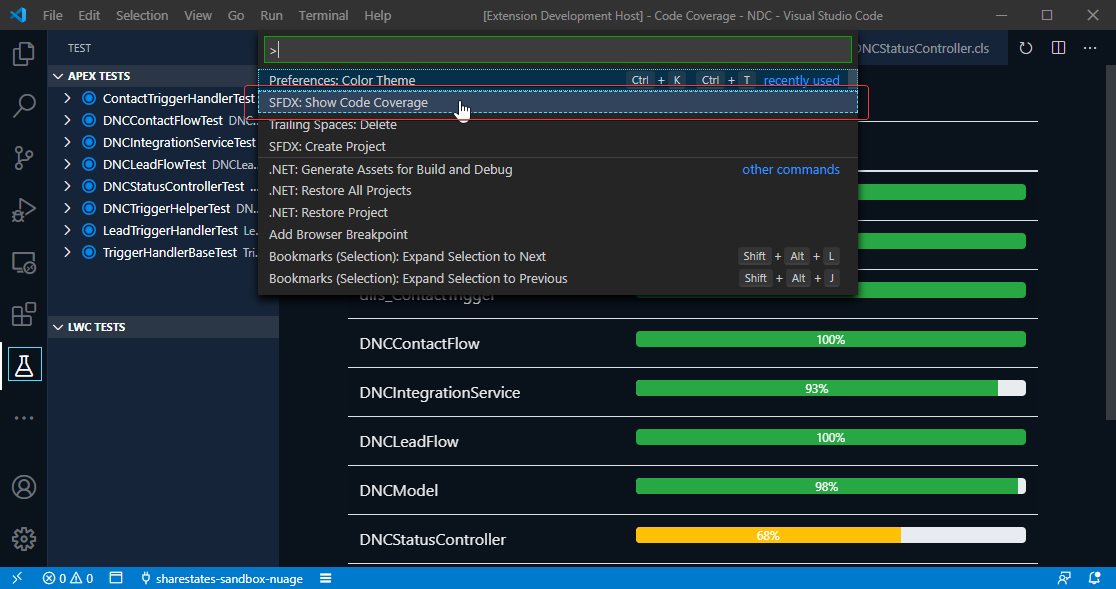 File Edit Selection View Go Run Terminal Help [Extension Development Host] - Code Coverage - NDC - Visual Studio Code
TEST
DNCStatusController.cls
>
APEX TESTS
Preferences: Color Theme Ctrl + K Ctrl + T recently used
ContactTriggerHandlerTest
SFDX: Show Code Coverage
DNCContactFlowTest DNC...
Trailing Spaces: Delete
DNCIntegrationServiceTest
SFDX: Create Project
DNCLeadFlowTest DNCLea...
.NET: Generate Assets for Build and Debug other commands
DNCStatusControllerTest ...
.NET: Restore All Projects
DNCTriggerHelperTest DN...
.NET: Restore Project
LeadTriggerHandlerTest Le...
Add Browser Breakpoint
TriggerHandlerBaseTest Tri...
Bookmarks (Selection): Expand Selection to Next Shift + Alt + L
Bookmarks (Selection): Expand Selection to Previous Shift + Alt + J
LWC TESTS
DNCContactFlow 100%
DNCIntegrationService 93%
DNCLeadFlow 100%
DNCModel 98%
DNCStatusController 68%
0 0 sharestates-sandbox-nuage